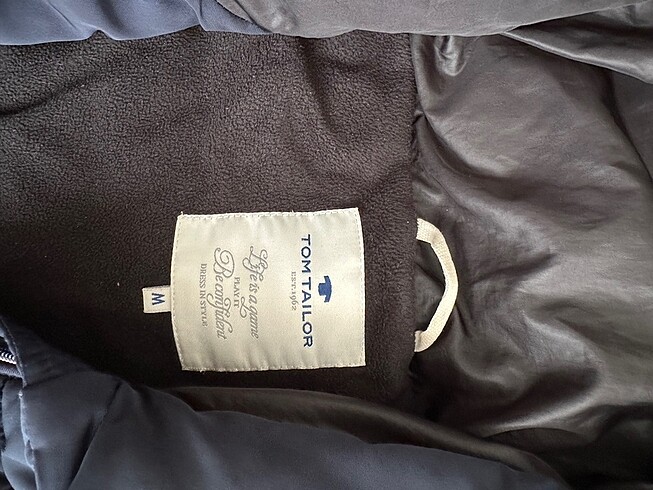 TOM TAILOR
EST. 1962
Life is a game
PLAY IT
Be confident
DRESS IN STYLE
M